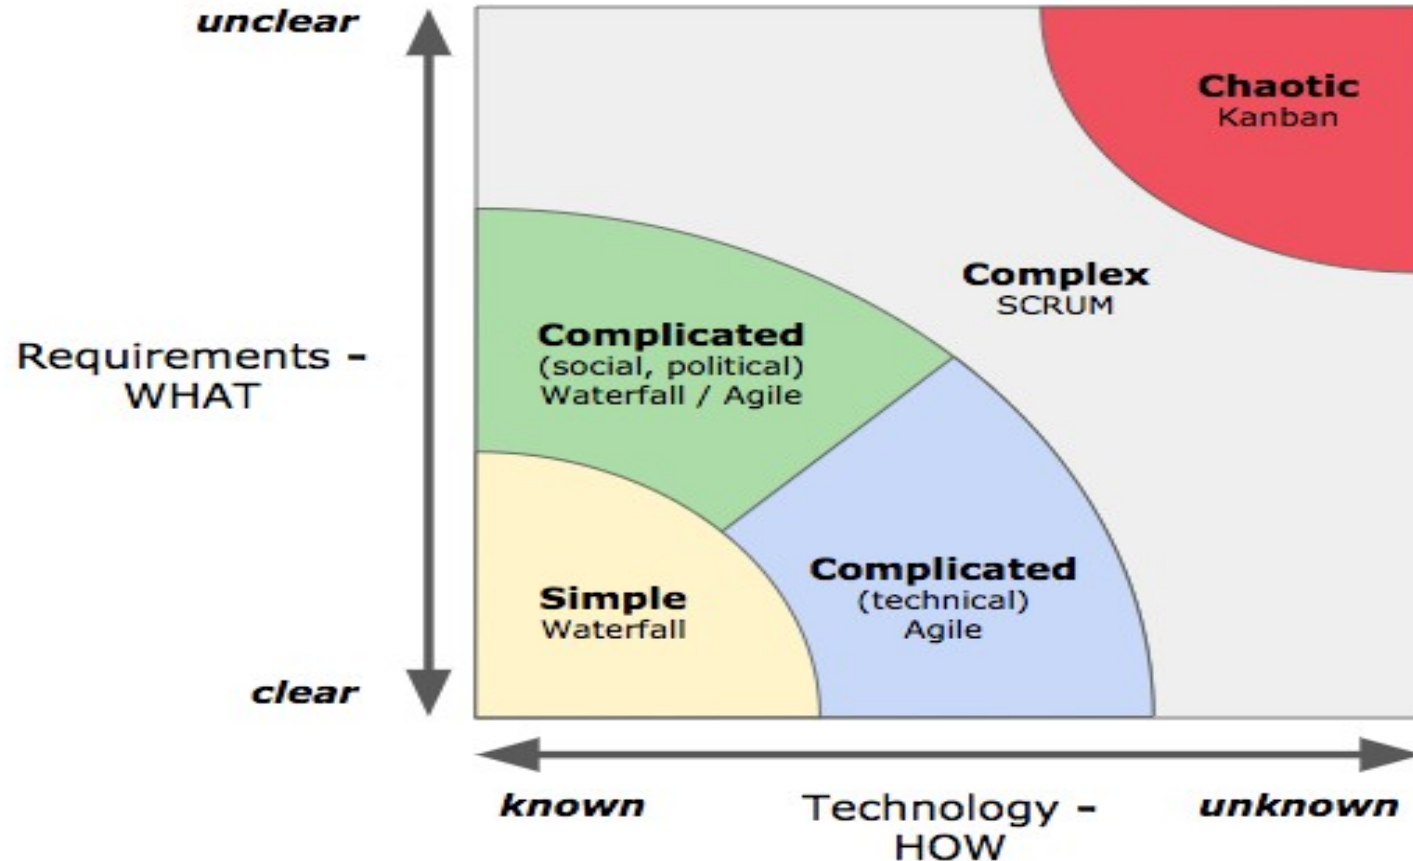 unclear
Chaotic
Kanban
Complex
SCRUM
Complicated
(social, political)
Waterfall / Agile
Requirements -
WHAT
Complicated
(technical)
Agile
Simple
Waterfall
clear
known
Technology -
HOW
unknown